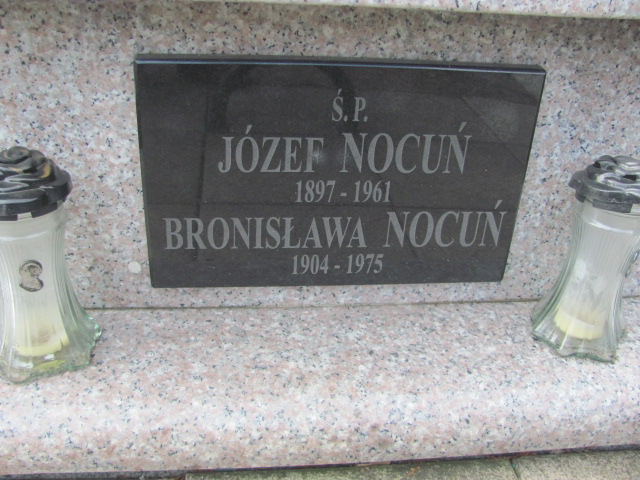 Ś. P.
JÓZEF NOCUŃ
1897 - 1961
BRONISŁAWA NOCUŃ
1904 - 1975